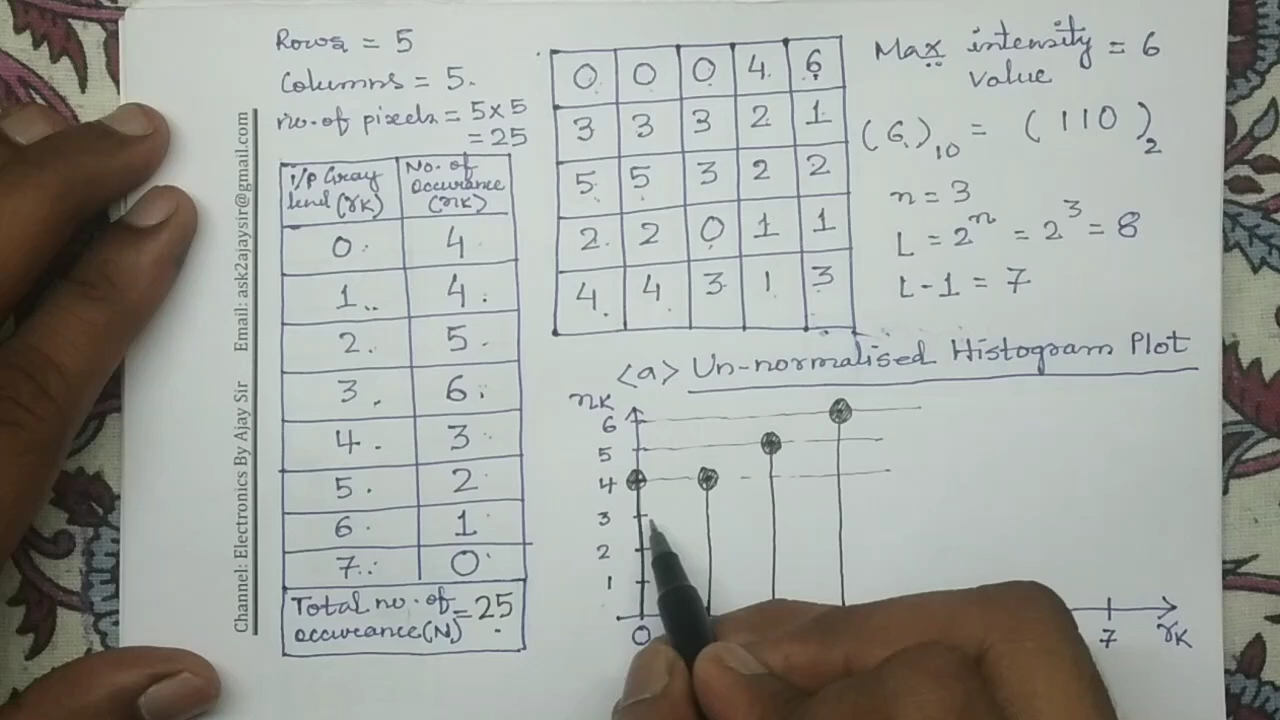 Rows = 5
Columns = 5.
no. of pixels = 5x5
= 25
i/p Gray level (rK) No. of occurance (nK)
0 4
1 4
2 5
3 6
4 3
5 2
6 1
7 0
Total no. of occurance (N) = 25
0 0 0 4 6
3 3 3 2 1
5 5 3 2 2
2 2 0 1 1
4 4 3 1 3
Max intensity value = 6
(6)10 = (110)2
n = 3
L = 2^n = 2^3 = 8
L-1 = 7
<a> Un-normalised Histogram Plot
nK
6
5
4
3
2
1
0 7 rK
Channel: Electronics By Ajay Sir Email: ask2ajaysir@gmail.com